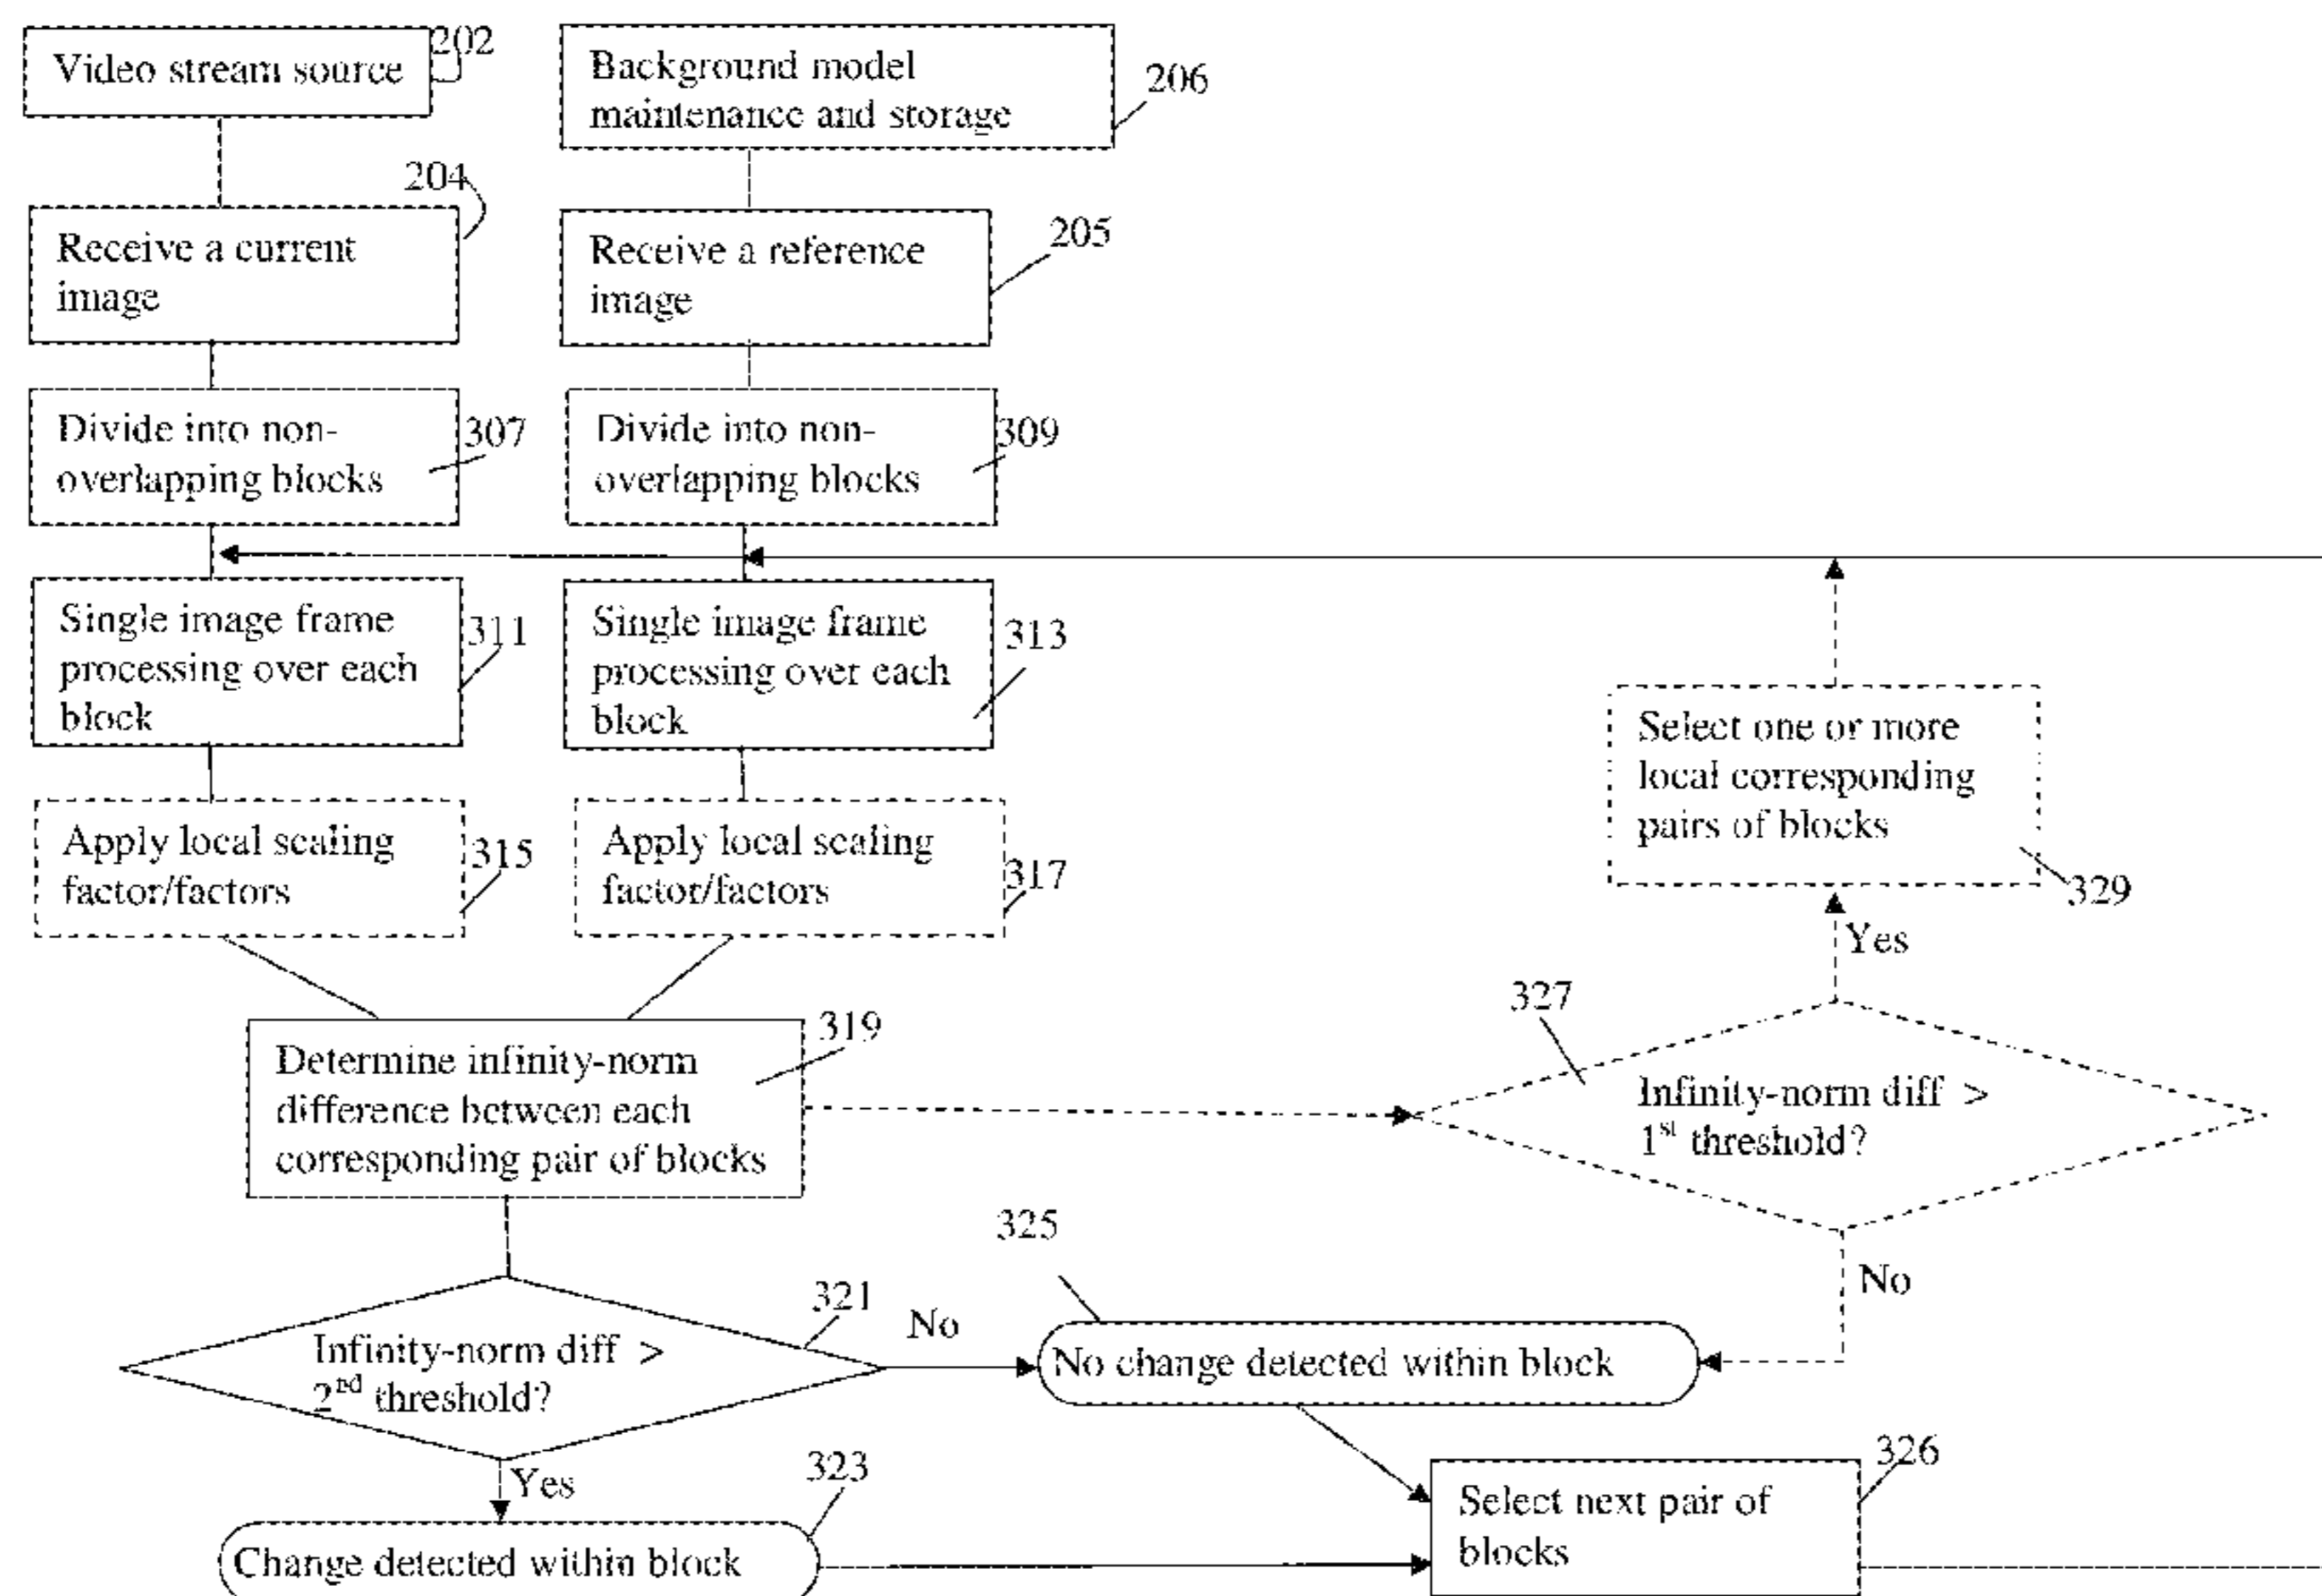 Video stream source
202
Background model
maintenance and storage
206
204
Receive a current
image
Receive a reference
image
205
Divide into non-
overlapping blocks
307
Divide into non-
overlapping blocks
309
Single image frame
processing over each
block
311
Single image frame
processing over each
block
313
Select one or more
local corresponding
pairs of blocks
329
Apply local scaling
factor/factors
315
Apply local scaling
factor/factors
317
Yes
327
Determine infinity-norm
difference between each
corresponding pair of blocks
319
Infinity-norm diff >
1st threshold?
325
No
321
Infinity-norm diff >
2nd threshold?
No
No change detected within block
Yes
323
326
Select next pair of
blocks
Change detected within block